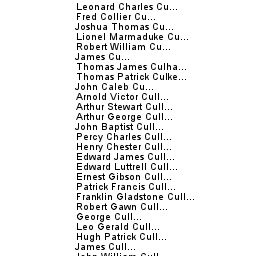 Leonard Charles Cu...
Fred Collier Cu...
Joshua Thomas Cu...
Lionel Marmaduke Cu...
Robert William Cu...
James Cu...
Thomas James Culha...
Thomas Patrick Culke...
John Caleb Cu...
Arnold Victor Cull...
Arthur Stewart Cull...
Arthur George Cull...
John Baptist Cull...
Percy Charles Cull...
Henry Chester Cull...
Edward James Cull...
Edward Luttrell Cull...
Ernest Gibson Cull...
Patrick Francis Cull...
Franklin Gladstone Cull...
Robert Gawn Cull...
George Cull...
Leo Gerald Cull...
Hugh Patrick Cull...
James Cull...
John William Cull...